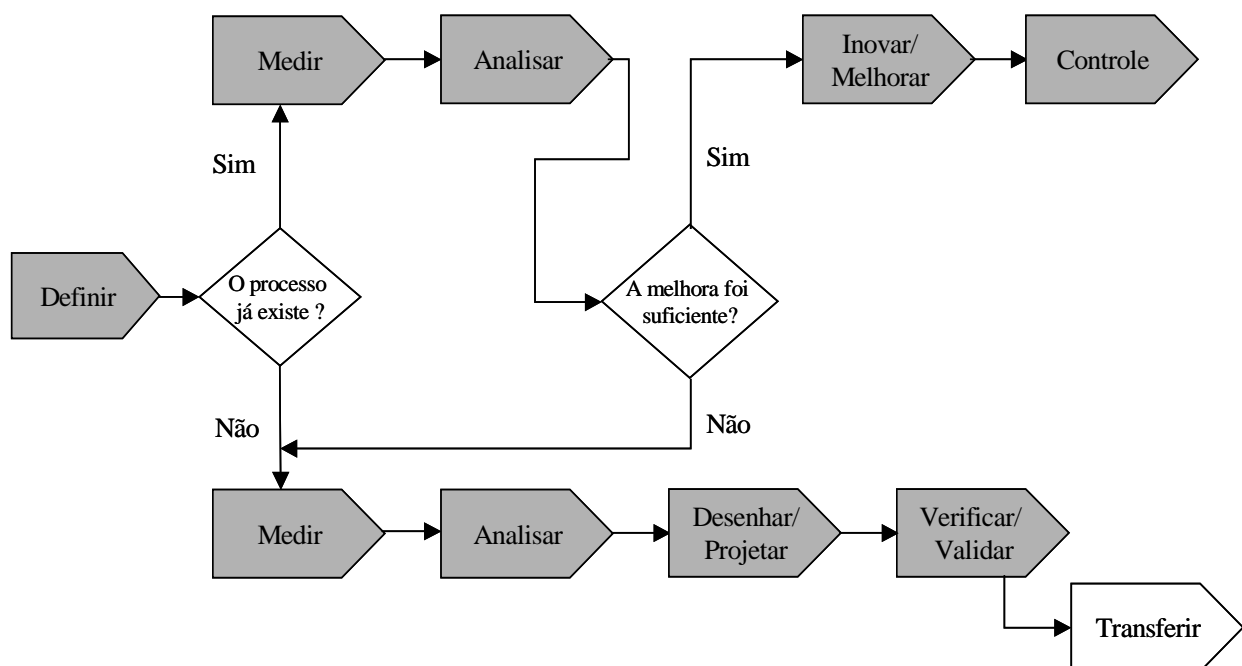 Medir
Analisar
Inovar/
Melhorar
Controle
Sim
Sim
Definir
O processo
já existe ?
A melhora foi
suficiente?
Não
Não
Medir
Analisar
Desenhar/
Projetar
Verificar/
Validar
Transferir